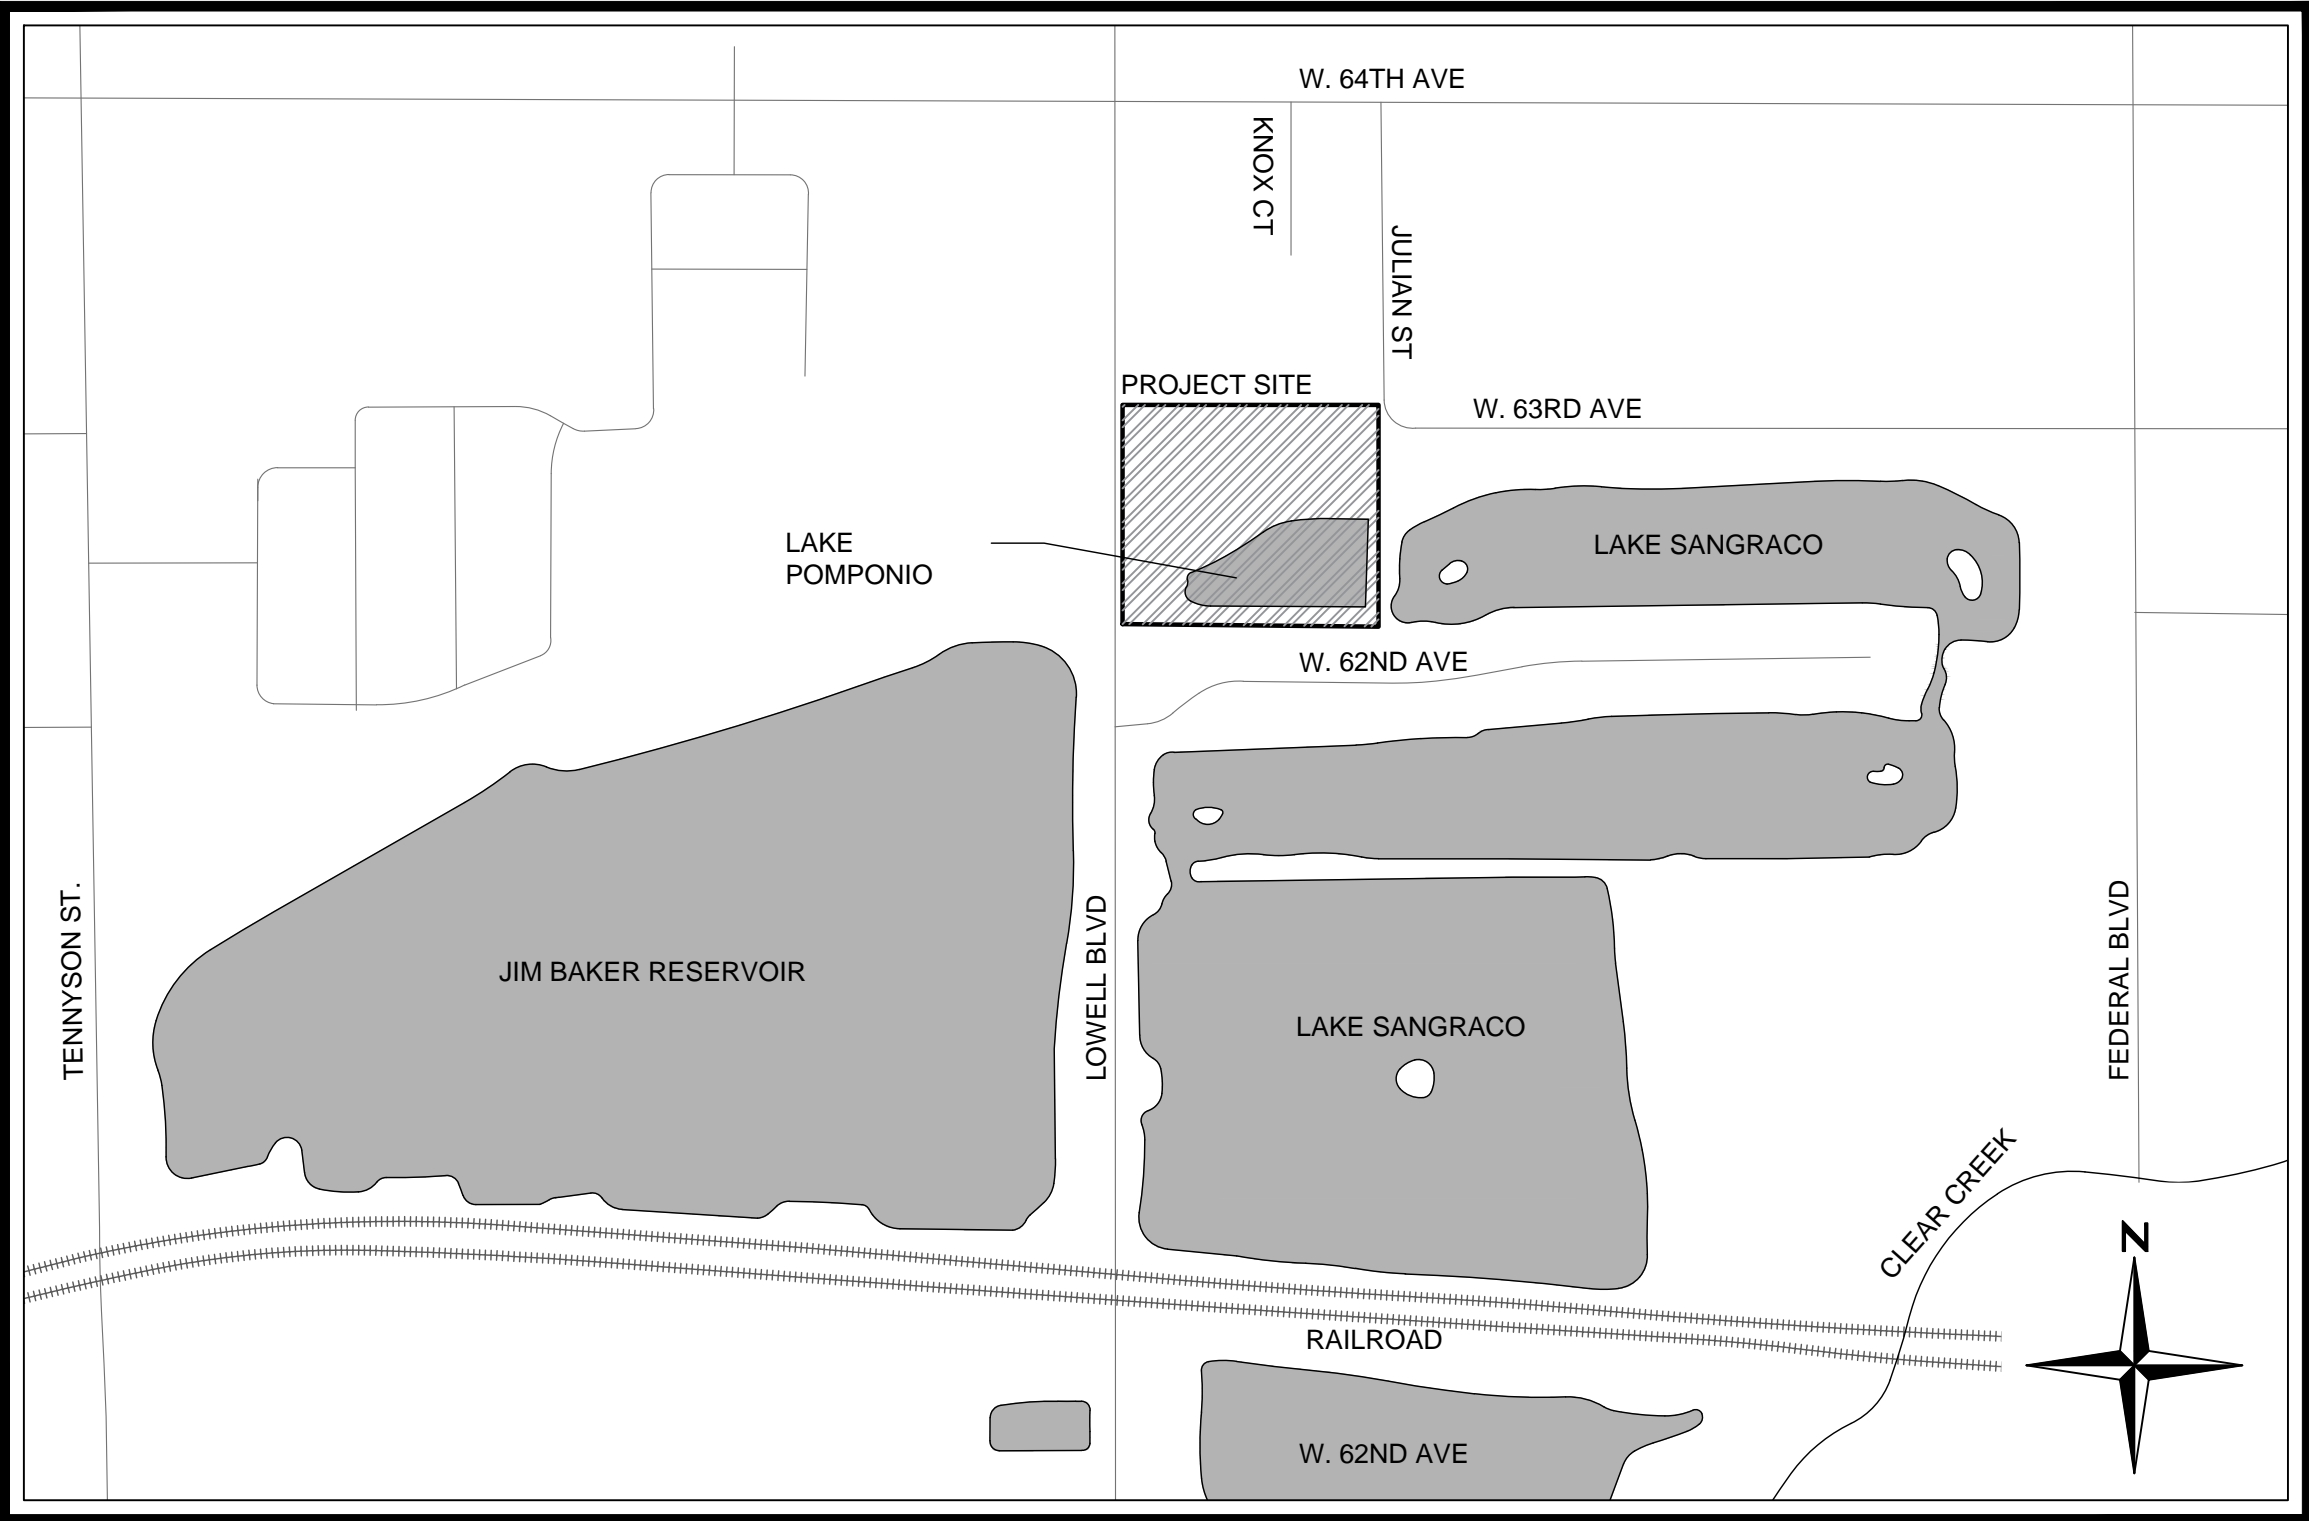 W. 64TH AVE
KNOX CT
JULIAN ST
PROJECT SITE
W. 63RD AVE
LAKE
POMPONIO
LAKE SANGRACO
W. 62ND AVE
TENNYSON ST.
JIM BAKER RESERVOIR
LOWELL BLVD
LAKE SANGRACO
FEDERAL BLVD
CLEAR CREEK
N
RAILROAD
W. 62ND AVE